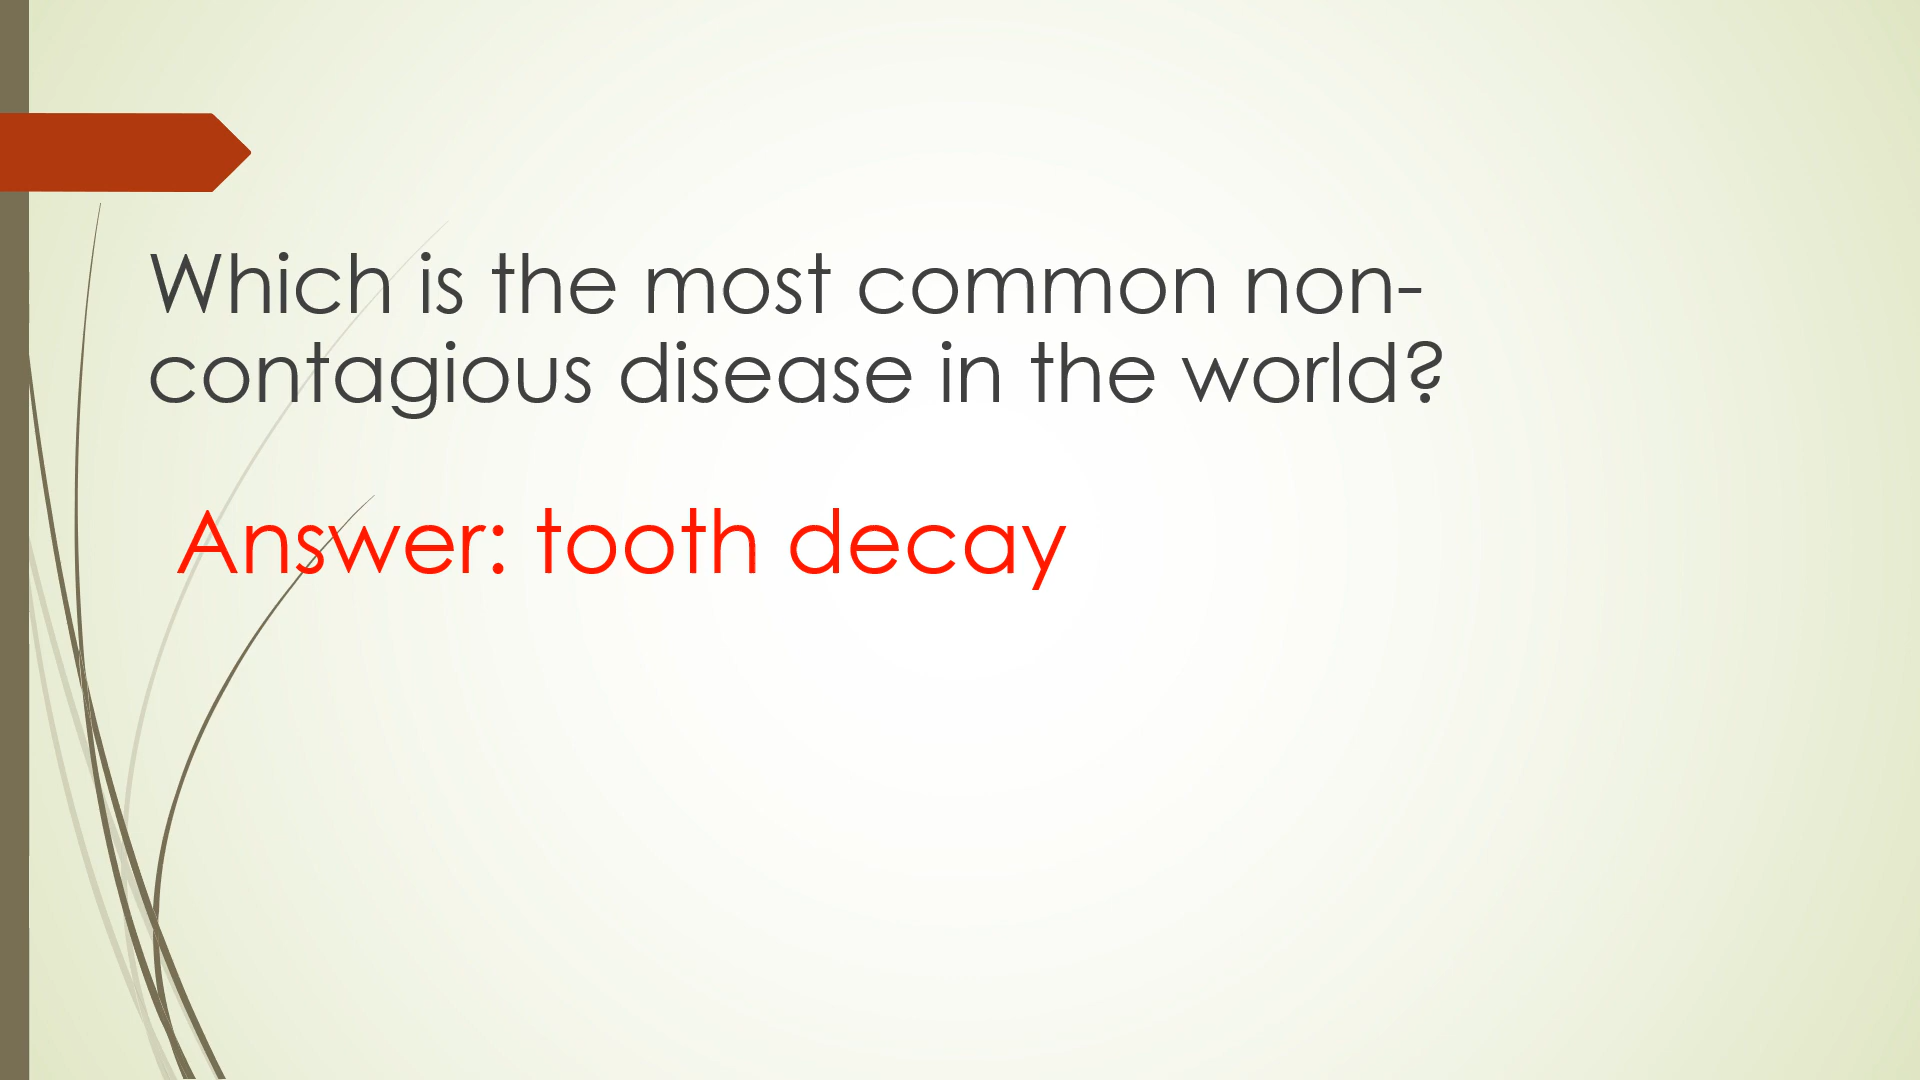 Which is the most common non-
contagious disease in the world?
Answer: tooth decay